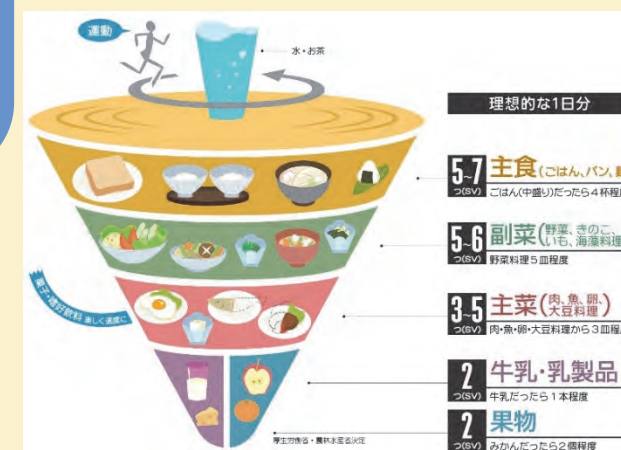 運動
水・お茶
理想的な1日分
5~7
つ(SV)
主食(ごはん、パン、麺
ごはん(中盛り)だったら4杯程度
5~6
つ(SV)
副菜(野菜、きのこ、
いも、海藻料理
野菜料理5皿程度
3~5
つ(SV)
主菜(肉、魚、卵、
大豆料理)
肉・魚・卵・大豆料理から3皿程度
菓子・嗜好飲料 楽しく適度に
2
つ(SV)
牛乳・乳製品
牛乳だったら1本程度
2
つ(SV)
果物
みかんだったら2個程度
厚生労働省・農林水産省決定